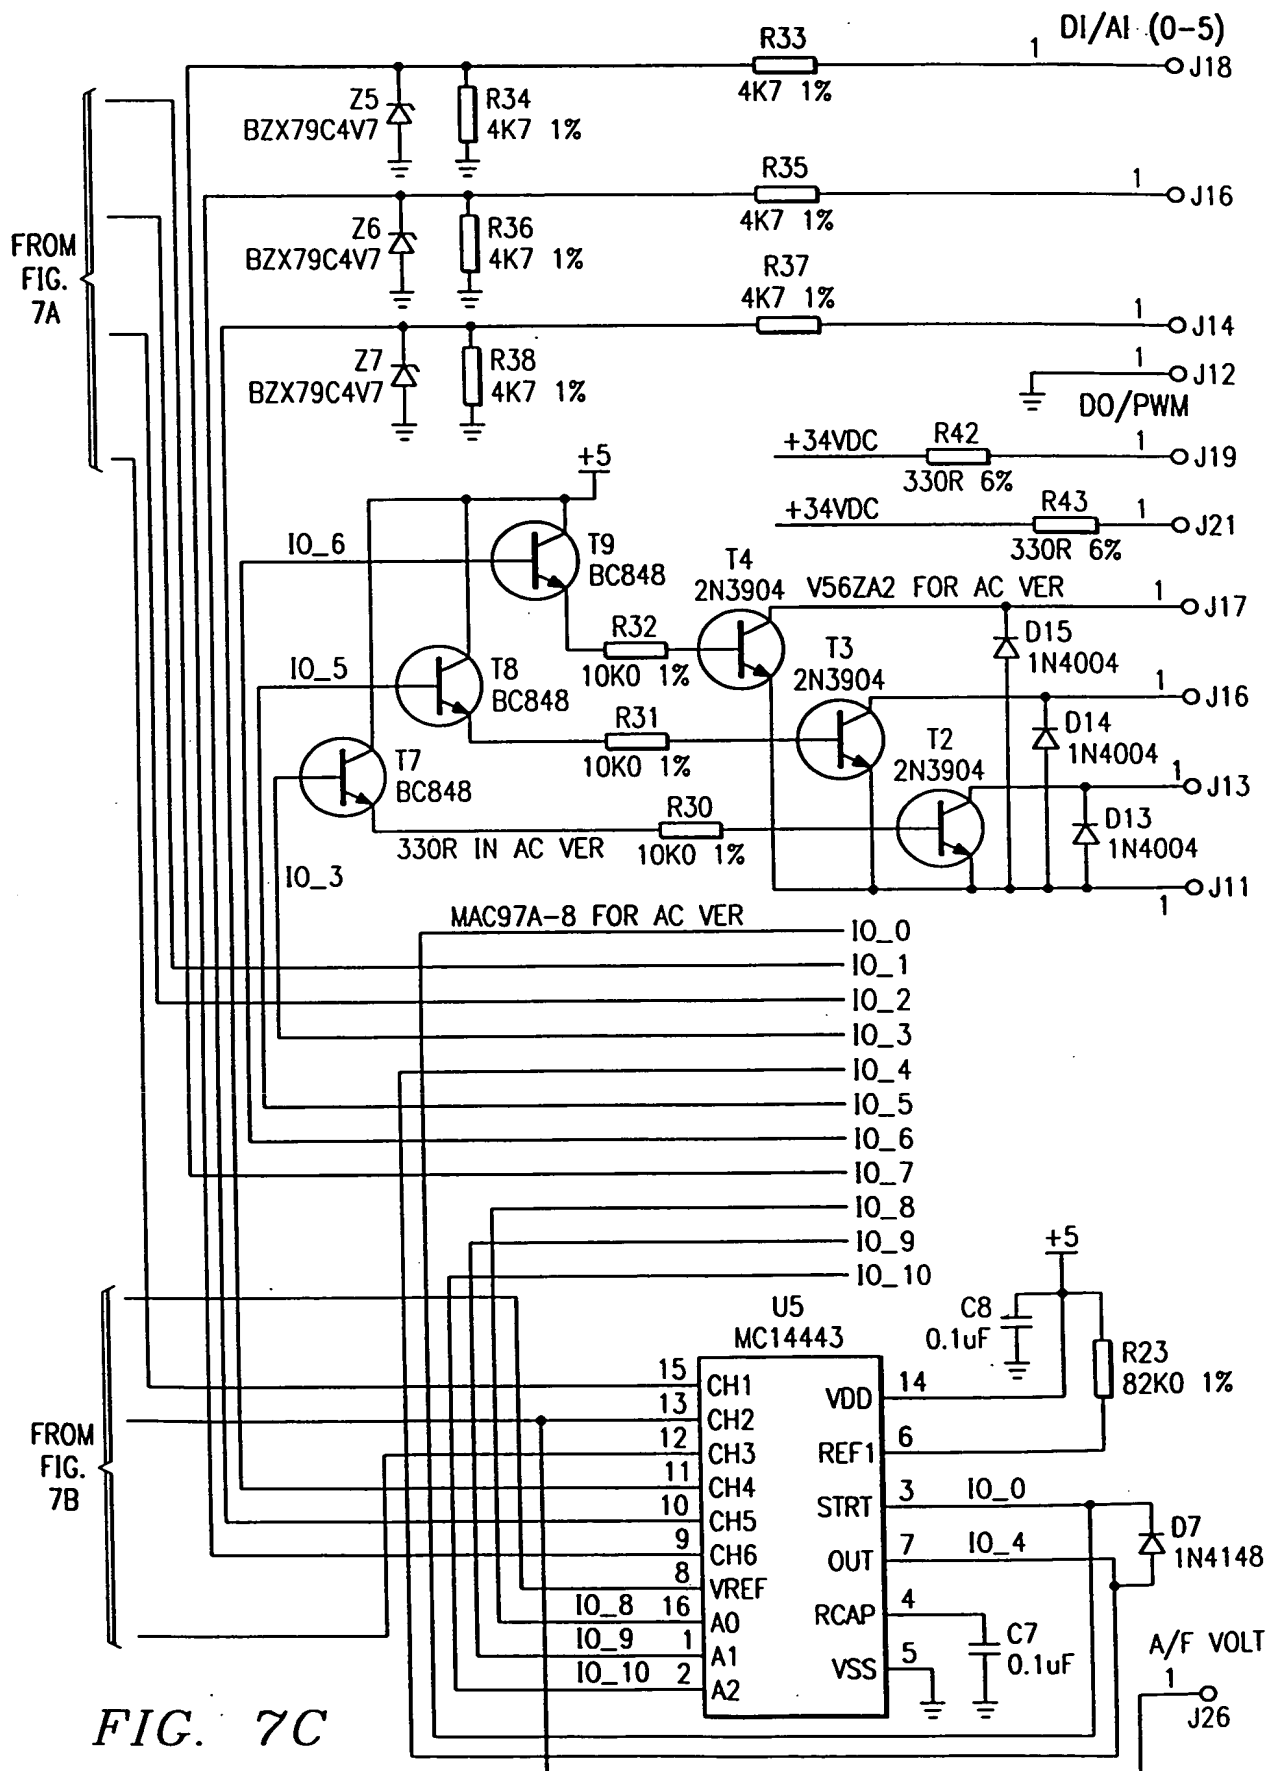 DI/AI (0-5)
R33
1
J18
4K7 1%
Z5
BZX79C4V7
R34
4K7 1%
R35
1
J16
4K7 1%
FROM
FIG.
7A
Z6
BZX79C4V7
R36
4K7 1%
R37
4K7 1%
1
J14
Z7
BZX79C4V7
R38
4K7 1%
1
J12
DO/PWM
+34VDC
R42
1
J19
330R 6%
+5
+34VDC
R43
1
J21
330R 6%
IO_6
T9
BC848
T4
2N3904
V56ZA2 FOR AC VER
1
J17
R32
10K0 1%
D15
1N4004
IO_5
T8
BC848
T3
2N3904
1
J16
R31
10K0 1%
D14
1N4004
T7
BC848
T2
2N3904
1
J13
R30
10K0 1%
330R IN AC VER
D13
1N4004
IO_3
1
J11
MAC97A-8 FOR AC VER
IO_0
IO_1
IO_2
IO_3
IO_4
IO_5
IO_6
IO_7
IO_8
IO_9
IO_10
+5
U5
MC14443
C8
0.1uF
R23
82K0 1%
FROM
FIG.
7B
15 CH1
13 CH2
12 CH3
11 CH4
10 CH5
9 CH6
8 VREF
IO_8 16 A0
IO_9 1 A1
IO_10 2 A2
VDD 14
REF1 6
STRT 3 IO_0
OUT 7 IO_4
RCAP 4
VSS 5
D7
1N4148
C7
0.1uF
A/F VOLT
1
J26
FIG. 7C